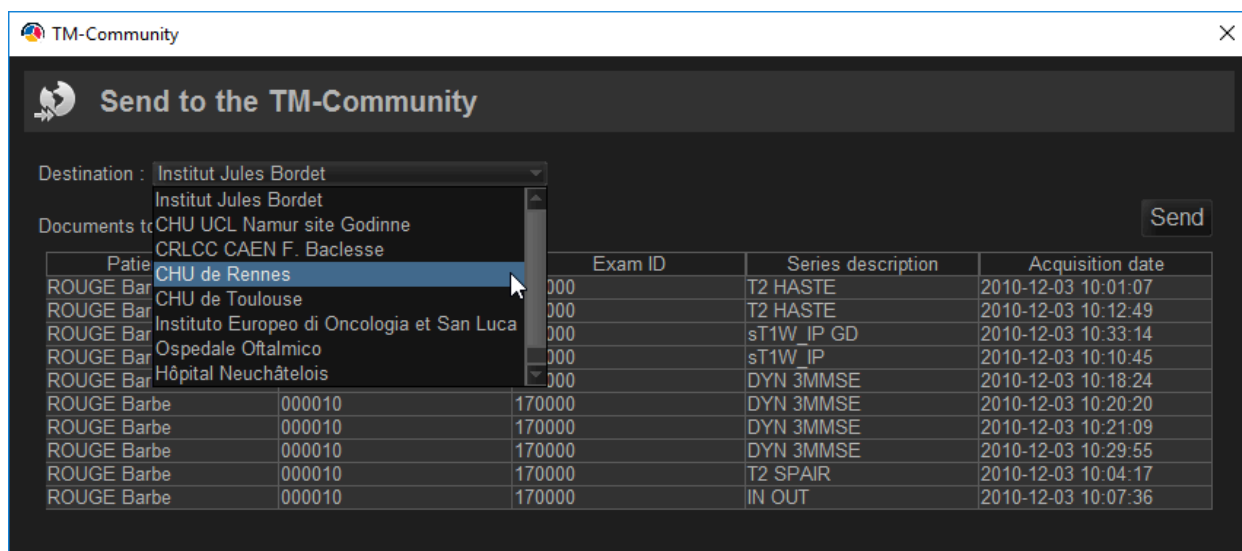 TM-Community
Send to the TM-Community
Destination : Institut Jules Bordet
Institut Jules Bordet
Documents to
CHU UCL Namur site Godinne
Send
CRLCC CAEN F. Baclesse
CHU de Rennes
CHU de Toulouse
Instituto Europeo di Oncologia et San Luca
Ospedale Oftalmico
Hôpital Neuchâtelois
Patie Exam ID Series description Acquisition date
ROUGE Bar 000 T2 HASTE 2010-12-03 10:01:07
ROUGE Bar 000 T2 HASTE 2010-12-03 10:12:49
ROUGE Bar 000 sT1W_IP GD 2010-12-03 10:33:14
ROUGE Bar 000 sT1W_IP 2010-12-03 10:10:45
ROUGE Bar 000 DYN 3MMSE 2010-12-03 10:18:24
ROUGE Barbe 000010 170000 DYN 3MMSE 2010-12-03 10:20:20
ROUGE Barbe 000010 170000 DYN 3MMSE 2010-12-03 10:21:09
ROUGE Barbe 000010 170000 DYN 3MMSE 2010-12-03 10:29:55
ROUGE Barbe 000010 170000 T2 SPAIR 2010-12-03 10:04:17
ROUGE Barbe 000010 170000 IN OUT 2010-12-03 10:07:36